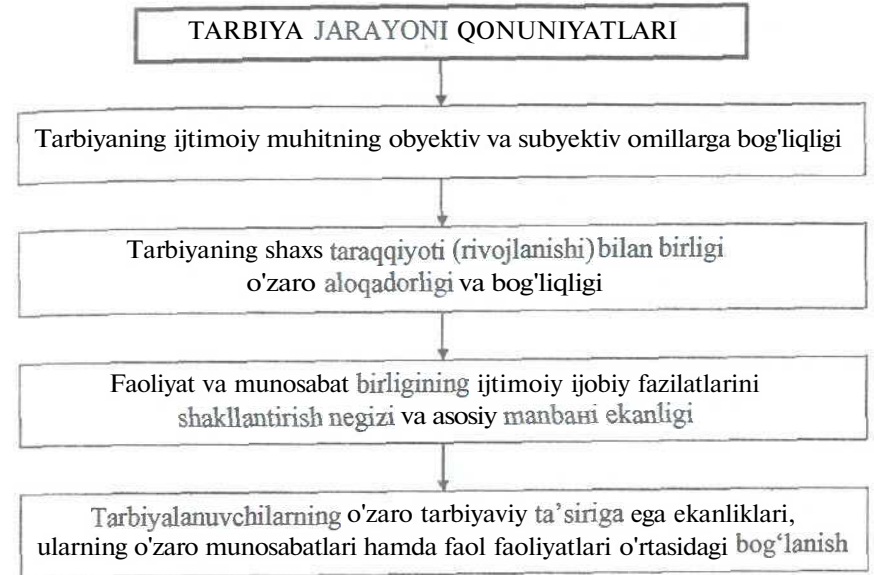 TARBIYA JARAYONI QONUNIYATLARI
Tarbiyaning ijtimoiy muhitning obyektiv va subyektiv omillarga bog'liqligi
Tarbiyaning shaxs taraqqiyoti (rivojlanishi) bilan birligi
o'zaro aloqadorligi va bog'liqligi
Faoliyat va munosabat birligining ijtimoiy ijobiy fazilatlarini
shakllantirish negizi va asosiy manbaнi ekanligi
Tarbiyalanuvchilarning o'zaro tarbiyaviy ta’siriga ega ekanliklari,
ularning o'zaro munosabatlari hamda faol faoliyatlari o'rtasidagi bog‘lanish